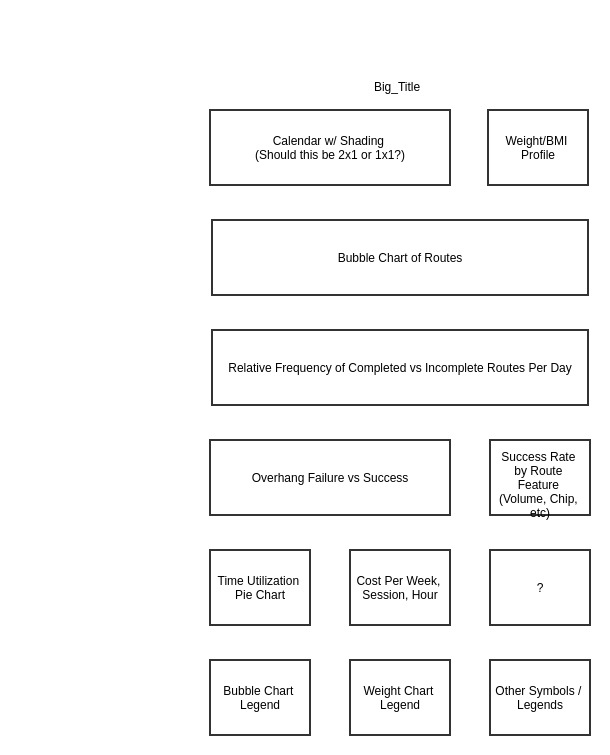 Big_Title
Calendar w/ Shading
(Should this be 2x1 or 1x1?)
Weight/BMI
Profile
Bubble Chart of Routes
Relative Frequency of Completed vs Incomplete Routes Per Day
Overhang Failure vs Success
Success Rate
by Route
Feature
(Volume, Chip,
etc)
Time Utilization
Pie Chart
Cost Per Week,
Session, Hour
?
Bubble Chart
Legend
Weight Chart
Legend
Other Symbols /
Legends